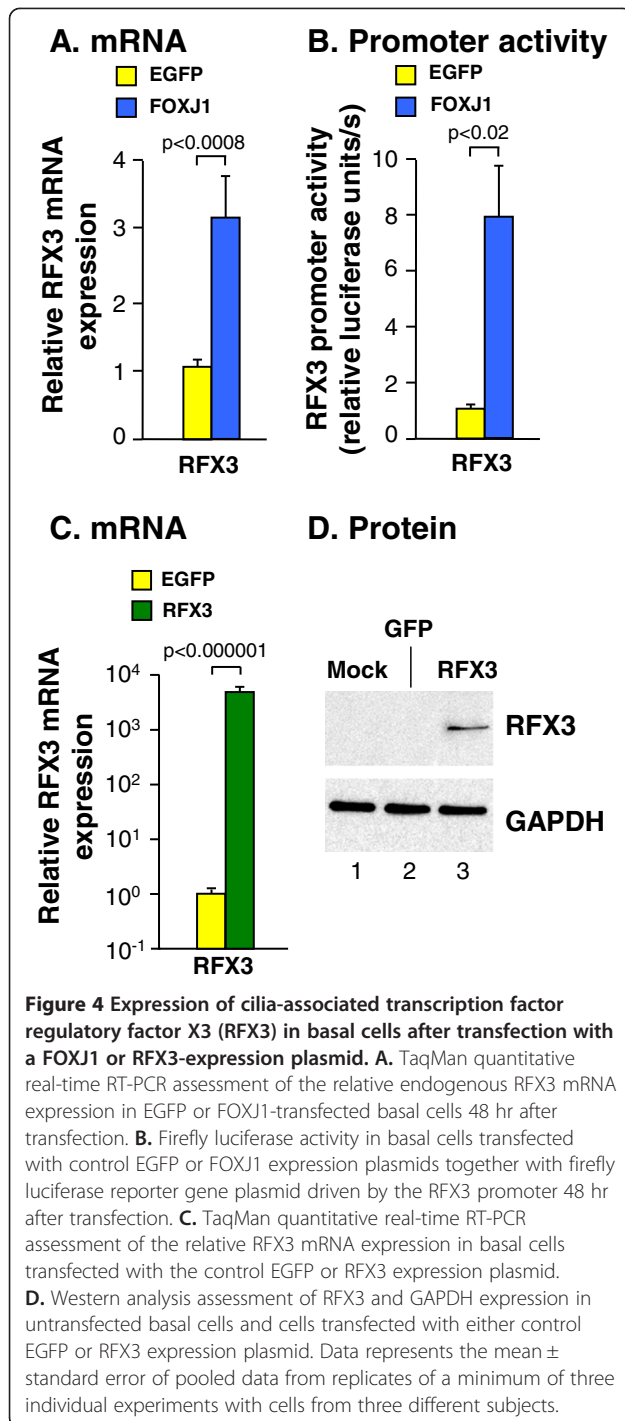 A. mRNA
EGFP
FOXJ1
p<0.0008
4
3
2
1
0
Relative RFX3 mRNA
expression
RFX3
B. Promoter activity
EGFP
FOXJ1
p<0.02
10
8
6
4
2
0
RFX3 promoter activity
(relative luciferase units/s)
RFX3
C. mRNA
EGFP
RFX3
p<0.000001
10⁴
10³
10²
10¹
10⁰
10⁻¹
Relative RFX3 mRNA
expression
RFX3
D. Protein
GFP
Mock RFX3
RFX3
GAPDH
1 2 3
Figure 4 Expression of cilia-associated transcription factor
regulatory factor X3 (RFX3) in basal cells after transfection with
a FOXJ1 or RFX3-expression plasmid. A. TaqMan quantitative
real-time RT-PCR assessment of the relative endogenous RFX3 mRNA
expression in EGFP or FOXJ1-transfected basal cells 48 hr after
transfection. B. Firefly luciferase activity in basal cells transfected
with control EGFP or FOXJ1 expression plasmids together with firefly
luciferase reporter gene plasmid driven by the RFX3 promoter 48 hr
after transfection. C. TaqMan quantitative real-time RT-PCR
assessment of the relative RFX3 mRNA expression in basal cells
transfected with the control EGFP or RFX3 expression plasmid.
D. Western analysis assessment of RFX3 and GAPDH expression in
untransfected basal cells and cells transfected with either control
EGFP or RFX3 expression plasmid. Data represents the mean ±
standard error of pooled data from replicates of a minimum of three
individual experiments with cells from three different subjects.